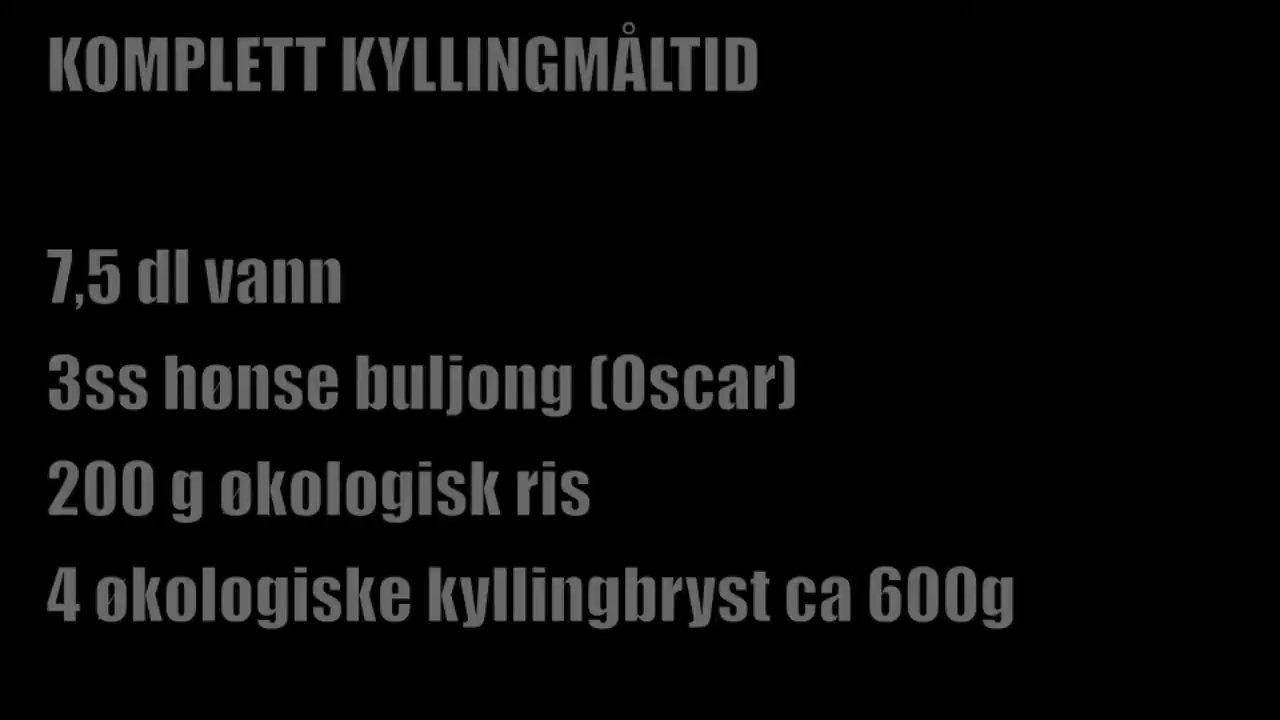 KOMPLETT KYLLINGMÅLTID
7,5 dl vann
3ss hønse buljong (Oscar)
200 g økologisk ris
4 økologiske kyllingbryst ca 600g